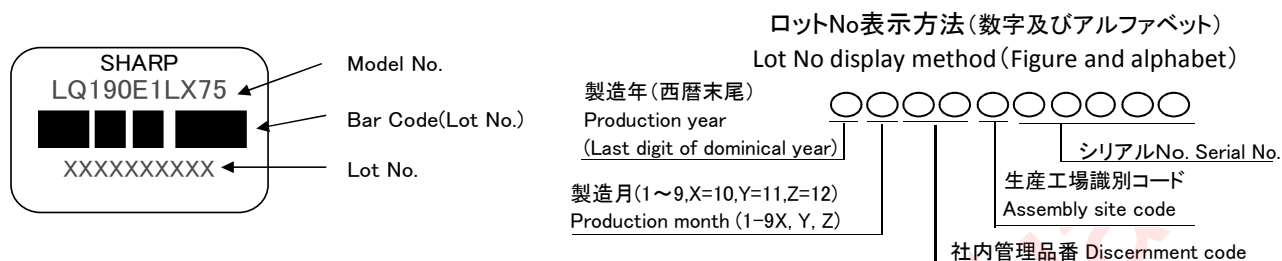 SHARP
LQ190E1LX75
XXXXXXXXXX
Model No.
Bar Code(Lot No.)
Lot No.
ロットNo表示方法(数字及びアルファベット)
Lot No display method(Figure and alphabet)
製造年(西暦末尾)
Production year
(Last digit of dominical year)
製造月(1~9,X=10,Y=11,Z=12)
Production month (1-9X, Y, Z)
シリアルNo. Serial No.
生産工場識別コード
Assembly site code
社内管理品番 Discernment code